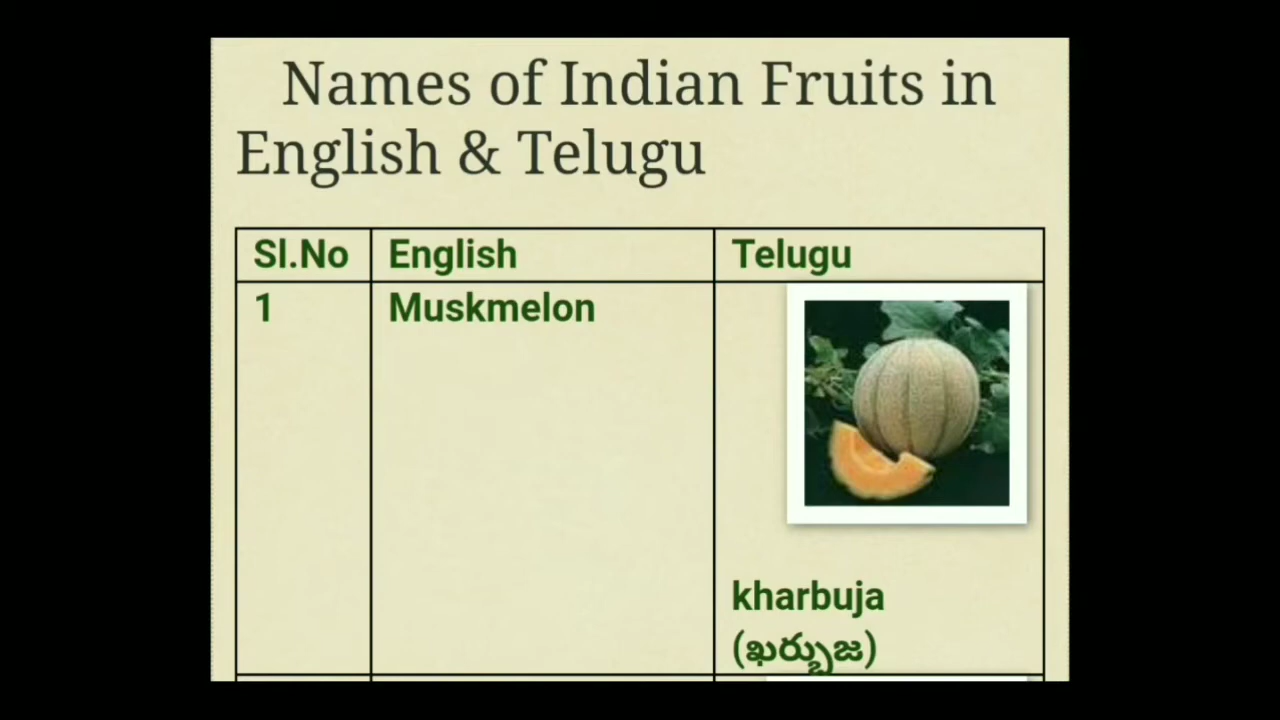 Names of Indian Fruits in
English & Telugu
Sl.No English Telugu
1 Muskmelon
kharbuja
(ఖర్బుజ)